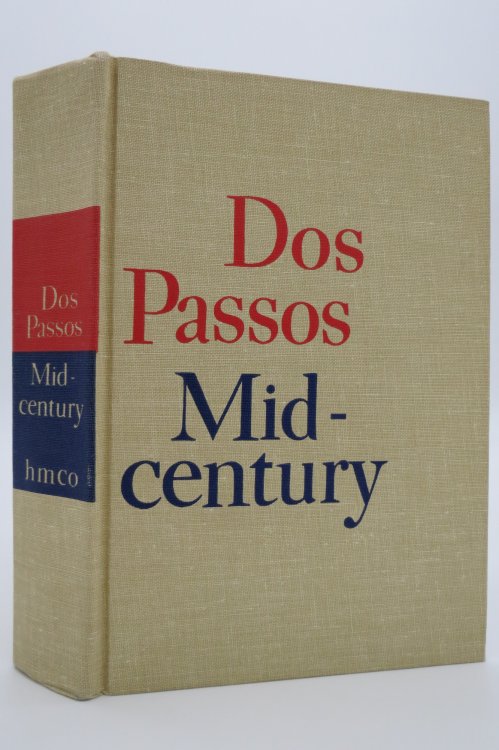 Dos
Passos
Mid-
century
Dos
Passos
Mid-
century
hmco